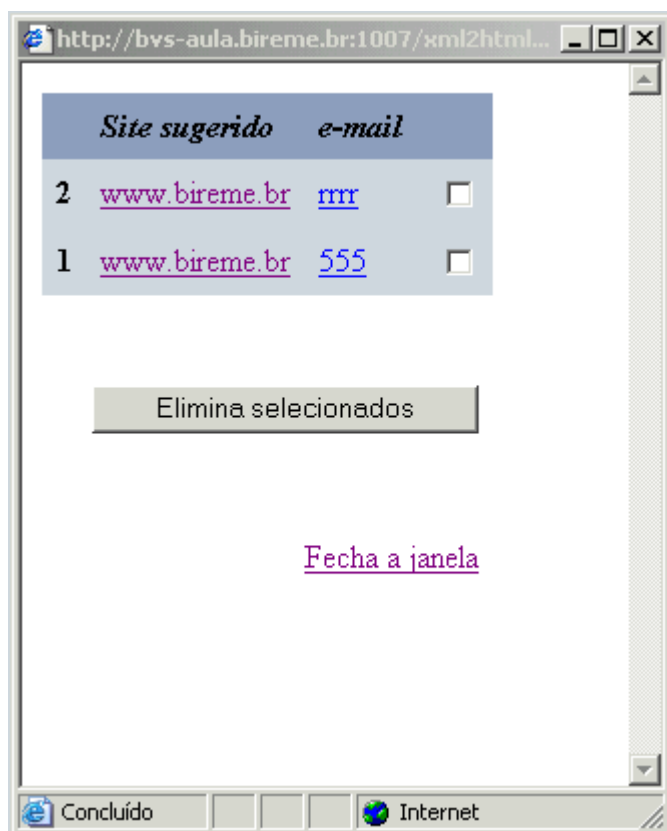 http://bvs-aula.bireme.br:1007/xml2html...
Site sugerido e-mail
2 www.bireme.br rrrr
1 www.bireme.br 555
Elimina selecionados
Fecha a janela
Concluído Internet